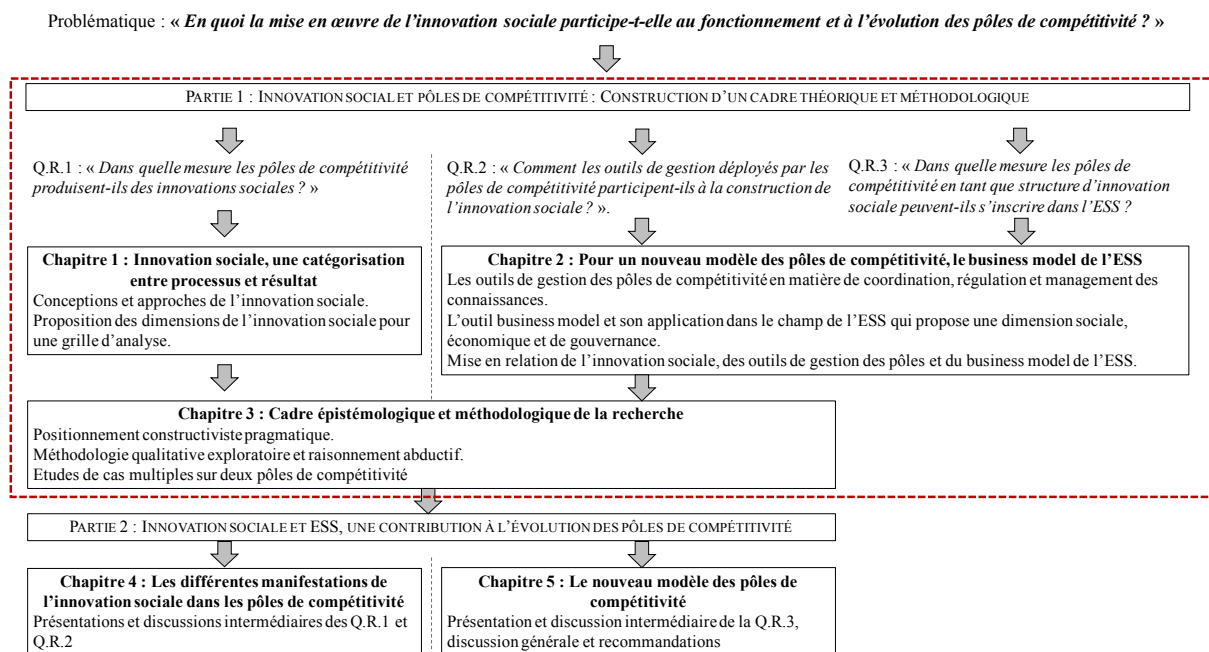 Problématique : « En quoi la mise en œuvre de l'innovation sociale participe-t-elle au fonctionnement et à l'évolution des pôles de compétitivité ? »
PARTIE 1 : INNOVATION SOCIAL ET PÔLES DE COMPÉTITIVITÉ : CONSTRUCTION D'UN CADRE THÉORIQUE ET MÉTHODOLOGIQUE
Q.R.1 : « Dans quelle mesure les pôles de compétitivité
produisent-ils des innovations sociales ? »
Q.R.2 : « Comment les outils de gestion déployés par les
pôles de compétitivité participent-ils à la construction de
l'innovation sociale ? ».
Q.R.3 : « Dans quelle mesure les pôles de
compétitivité en tant que structure d'innovation
sociale peuvent-ils s'inscrire dans l'ESS ?
Chapitre 1 : Innovation sociale, une catégorisation
entre processus et résultat
Conceptions et approches de l'innovation sociale.
Proposition des dimensions de l'innovation sociale pour
une grille d'analyse.
Chapitre 2 : Pour un nouveau modèle des pôles de compétitivité, le business model de l'ESS
Les outils de gestion des pôles de compétitivité en matière de coordination, régulation et management des
connaissances.
L'outil business model et son application dans le champ de l'ESS qui propose une dimension sociale,
économique et de gouvernance.
Mise en relation de l'innovation sociale, des outils de gestion des pôles et du business model de l'ESS.
Chapitre 3 : Cadre épistémologique et méthodologique de la recherche
Positionnement constructiviste pragmatique.
Méthodologie qualitative exploratoire et raisonnement abductif.
Etudes de cas multiples sur deux pôles de compétitivité
PARTIE 2 : INNOVATION SOCIALE ET ESS, UNE CONTRIBUTION À L'ÉVOLUTION DES PÔLES DE COMPÉTITIVITÉ
Chapitre 4 : Les différentes manifestations de
l'innovation sociale dans les pôles de compétitivité
Présentations et discussions intermédiaires des Q.R.1 et
Q.R.2
Chapitre 5 : Le nouveau modèle des pôles de
compétitivité
Présentation et discussion intermédiaire de la Q.R.3,
discussion générale et recommandations